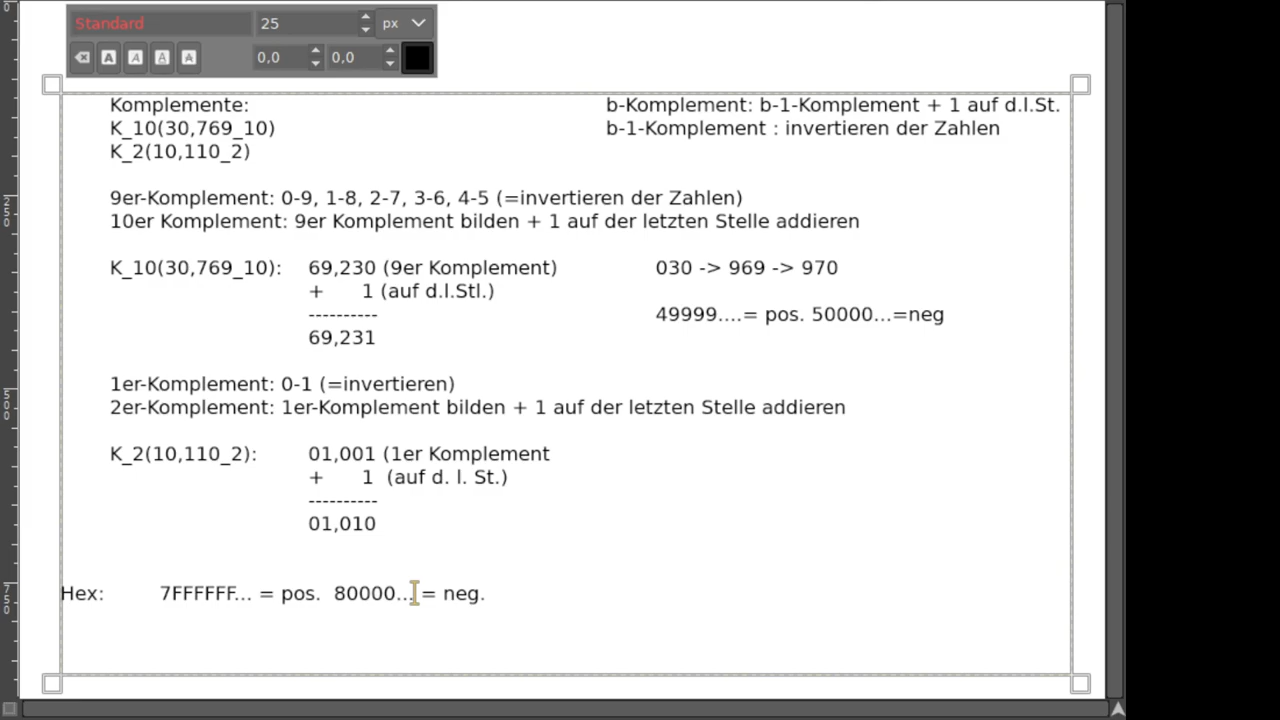 Standard 25 px
0,0 0,0
Komplemente: b-Komplement: b-1-Komplement + 1 auf d.l.St.
K_10(30,769_10) b-1-Komplement : invertieren der Zahlen
K_2(10,110_2)
9er-Komplement: 0-9, 1-8, 2-7, 3-6, 4-5 (=invertieren der Zahlen)
10er Komplement: 9er Komplement bilden + 1 auf der letzten Stelle addieren
K_10(30,769_10): 69,230 (9er Komplement) 030 -> 969 -> 970
+ 1 (auf d.l.Stl.)
---------- 49999....= pos. 50000...=neg
69,231
1er-Komplement: 0-1 (=invertieren)
2er-Komplement: 1er-Komplement bilden + 1 auf der letzten Stelle addieren
K_2(10,110_2): 01,001 (1er Komplement
+ 1 (auf d. l. St.)
----------
01,010
Hex: 7FFFFFF... = pos. 80000... = neg.
0
250
500
750